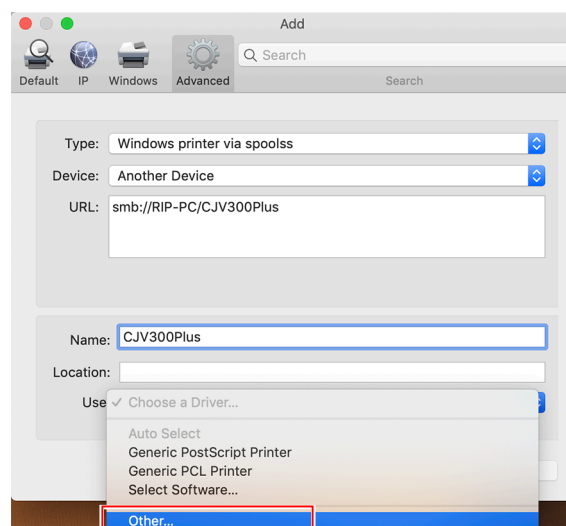 Add
Search
Default IP Windows Advanced Search
Type: Windows printer via spoolss
Device: Another Device
URL: smb://RIP-PC/CJV300Plus
Name: CJV300Plus
Location:
Use ✓ Choose a Driver...
Auto Select
Generic PostScript Printer
Generic PCL Printer
Select Software...
Other...